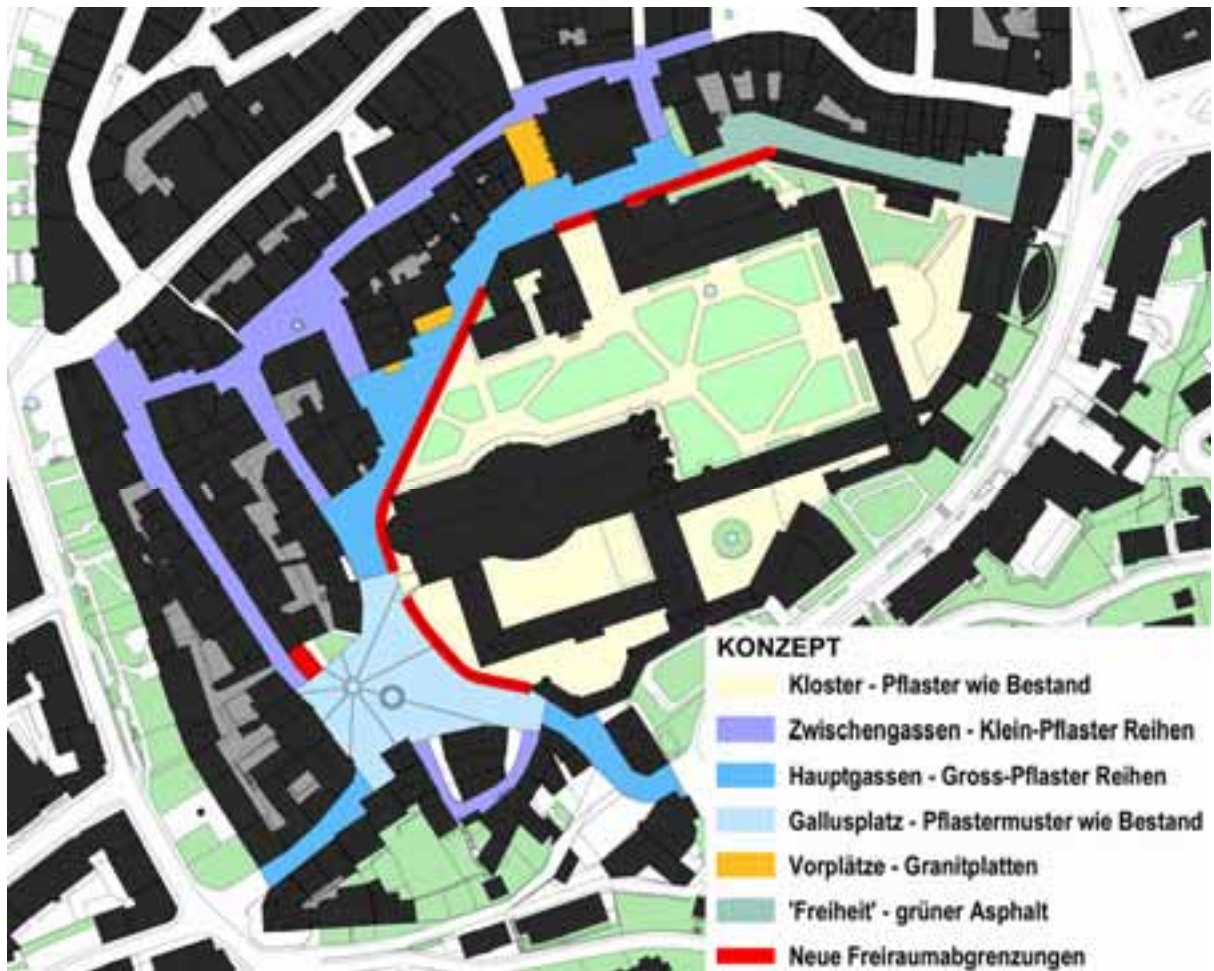 KONZEPT
Kloster - Pflaster wie Bestand
Zwischengassen - Klein-Pflaster Reihen
Hauptgassen - Gross-Pflaster Reihen
Gallusplatz - Pflastermuster wie Bestand
Vorplätze - Granitplatten
'Freiheit' - grüner Asphalt
Neue Freiraumabgrenzungen